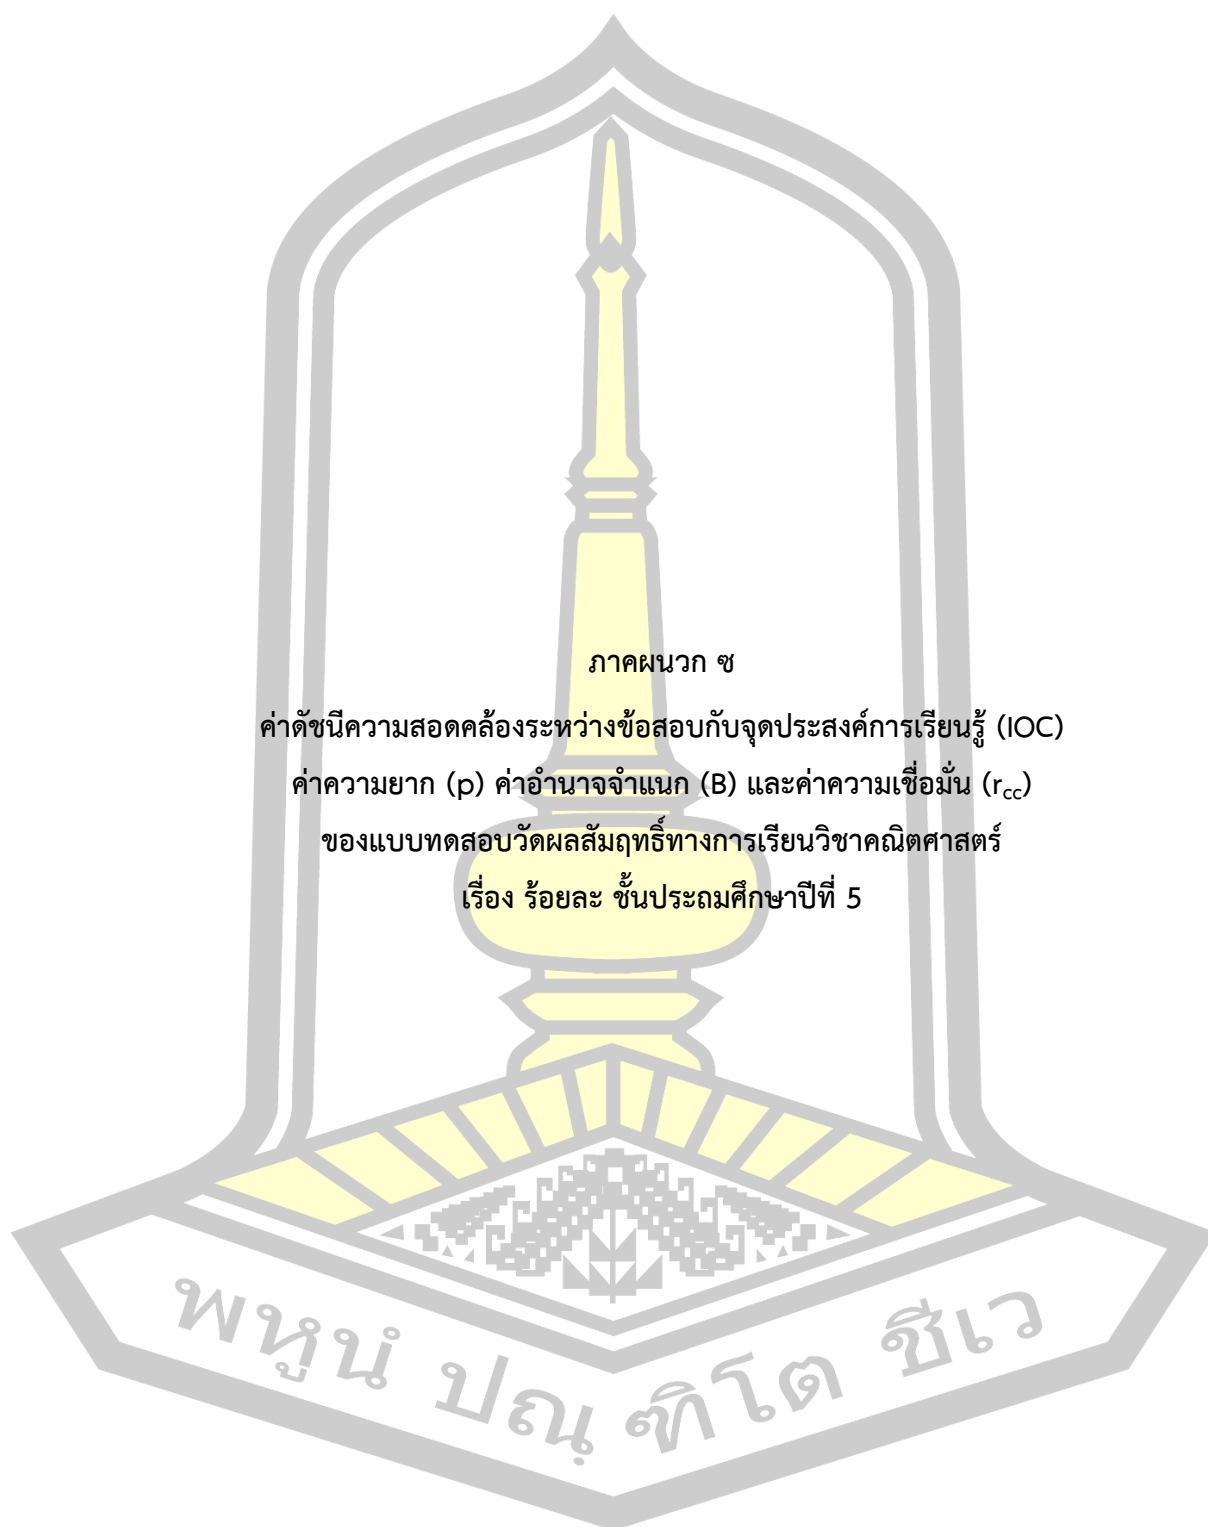 ภาคผนวก ซ
ค่าดัชนีความสอดคล้องระหว่างข้อสอบกับจุดประสงค์การเรียนรู้ (IOC)
ค่าความยาก (p) ค่าอำนาจจำแนก (B) และค่าความเชื่อมั่น (rcc)
ของแบบทดสอบวัดผลสัมฤทธิ์ทางการเรียนวิชาคณิตศาสตร์
เรื่อง ร้อยละ ชั้นประถมศึกษาปีที่ 5
พหูนํ ปณฺ ฑิโต ชีเว